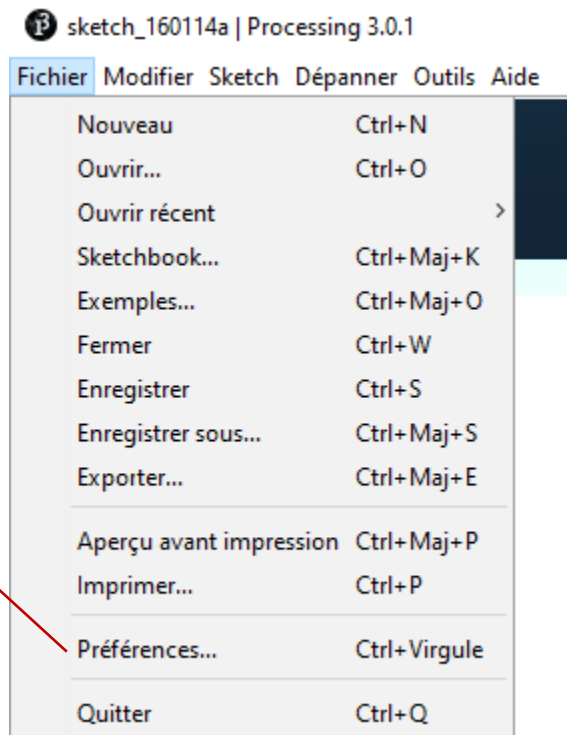 sketch_160114a | Processing 3.0.1
Fichier Modifier Sketch Dépanner Outils Aide
Nouveau Ctrl+N
Ouvrir... Ctrl+O
Ouvrir récent >
Sketchbook... Ctrl+Maj+K
Exemples... Ctrl+Maj+O
Fermer Ctrl+W
Enregistrer Ctrl+S
Enregistrer sous... Ctrl+Maj+S
Exporter... Ctrl+Maj+E
Aperçu avant impression Ctrl+Maj+P
Imprimer... Ctrl+P
Préférences... Ctrl+Virgule
Quitter Ctrl+Q